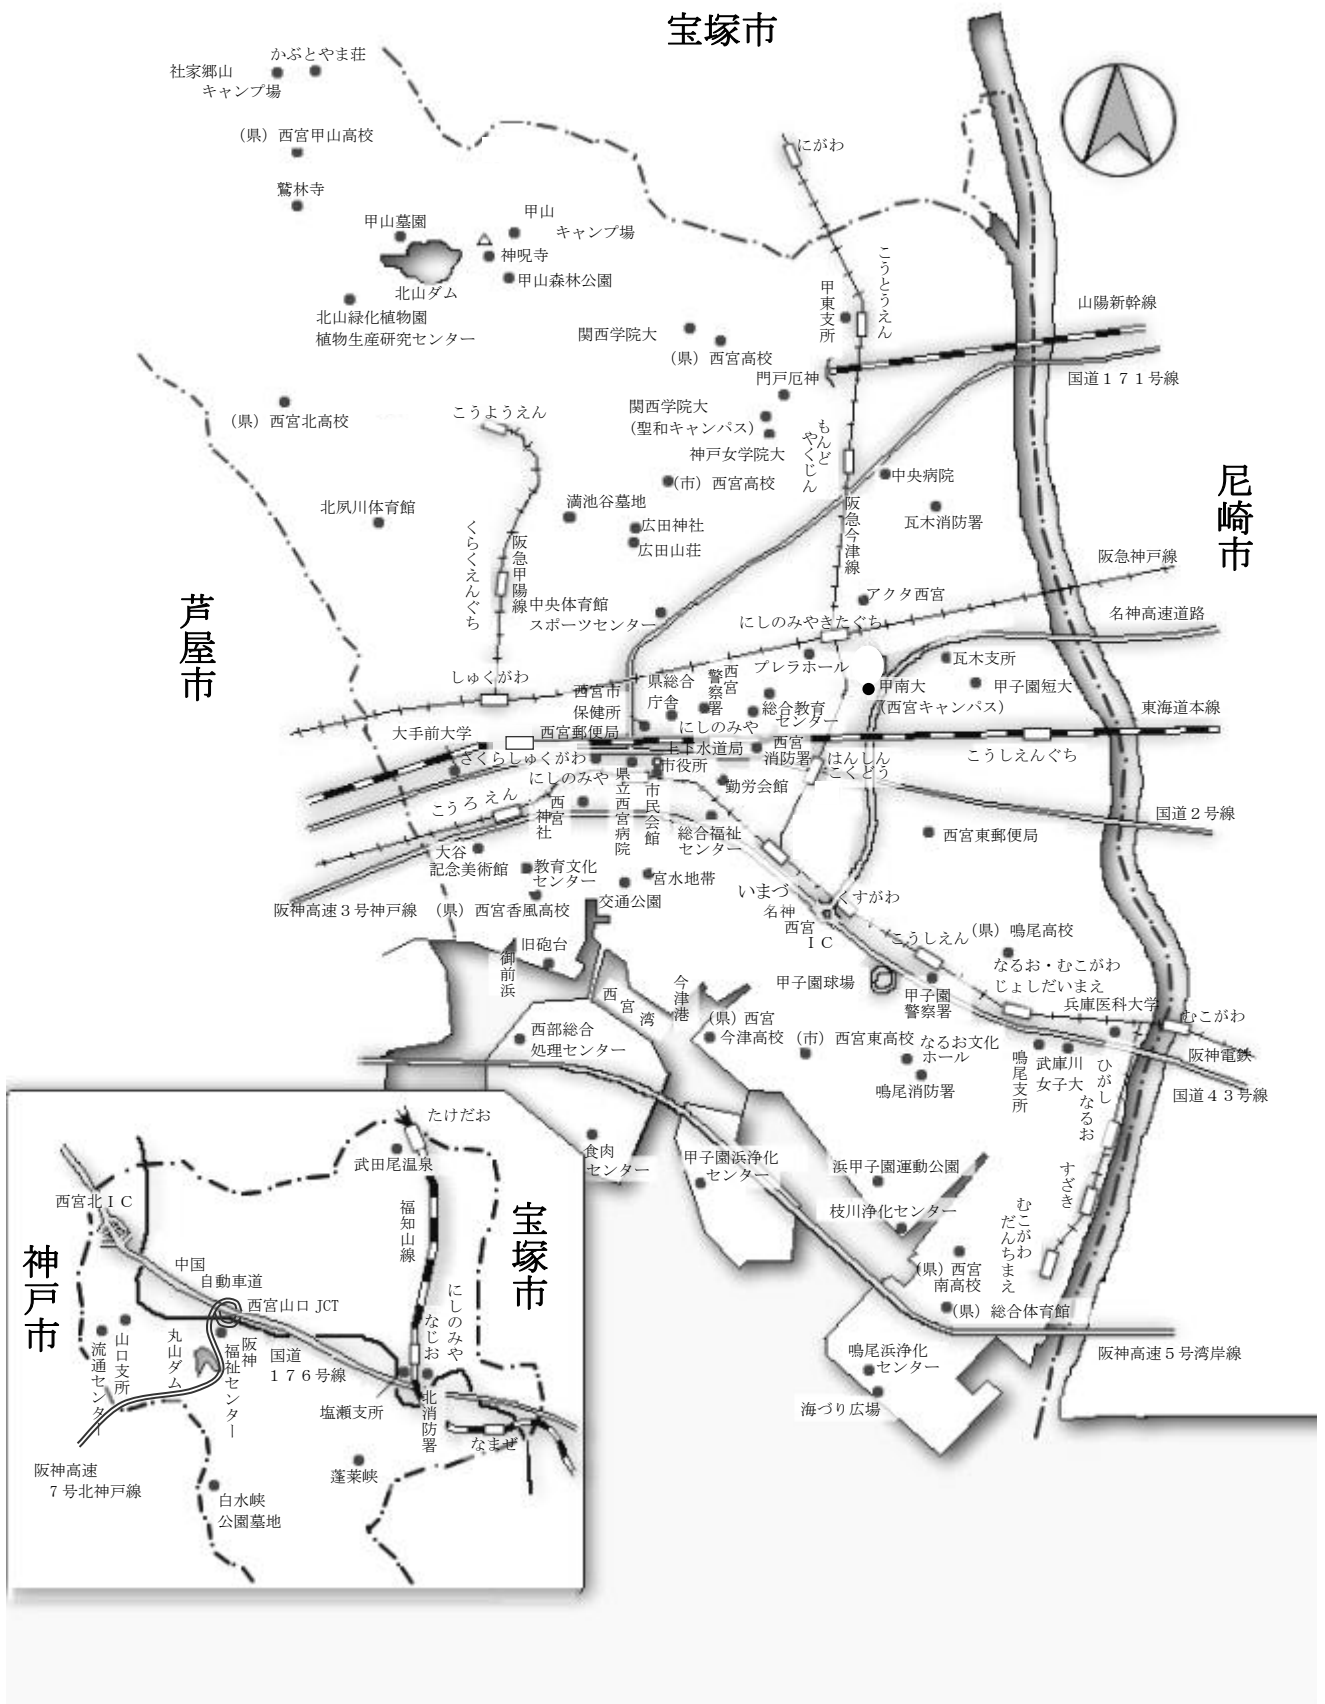 宝塚市
かぶとやま荘
社家郷山
キャンプ場
（県）西宮甲山高校
鷲林寺
甲山墓園
甲山
キャンプ場
神呪寺
甲山森林公園
北山ダム
北山緑化植物園
植物生産研究センター
にがわ
こうとうえん
甲東支所
山陽新幹線
国道１７１号線
関西学院大
（県）西宮高校
門戸厄神
関西学院大
（聖和キャンパス）
神戸女学院大
もんど
やくじん
（県）西宮北高校
こうようえん
（市）西宮高校
中央病院
瓦木消防署
尼崎市
北夙川体育館
満池谷墓地
広田神社
広田山荘
くらくえんぐち
阪急甲陽線
阪急今津線
阪急神戸線
芦屋市
中央体育館
スポーツセンター
アクタ西宮
にしのみやきたぐち
名神高速道路
プレラホール
瓦木支所
しゅくがわ
西宮市
保健所
県総合
庁舎
西宮
警察署
総合教育
センター
甲南大
（西宮キャンパス）
甲子園短大
東海道本線
大手前大学
西宮郵便局
にしのみや
上下水道局
西宮
消防署
はんしん
こくどう
こうしえんぐち
さくらしゅくがわ
市役所
にしのみや
勤労会館
国道２号線
こうろえん
西宮
神社
県立西宮病院
市民会館
総合福祉
センター
西宮東郵便局
大谷
記念美術館
教育文化
センター
宮水地帯
いまづ
くすがわ
阪神高速３号神戸線
（県）西宮香風高校
交通公園
名神
西宮
ＩＣ
こうしえん
（県）鳴尾高校
旧砲台
御前浜
西宮湾
今津港
甲子園球場
甲子園
警察署
なるお・むこがわ
じょしだいまえ
兵庫医科大学
むこがわ
西部総合
処理センター
（県）西宮
今津高校
（市）西宮東高校
なるお文化
ホール
鳴尾消防署
鳴尾支所
武庫川
女子大
ひがし
なるお
阪神電鉄
国道４３号線
食肉
センター
甲子園浜浄化
センター
浜甲子園運動公園
枝川浄化センター
すざき
むこがわ
だんちまえ
（県）西宮
南高校
（県）総合体育館
阪神高速５号湾岸線
鳴尾浜浄化
センター
海づり広場
たけだお
武田尾温泉
西宮北ＩＣ
福知山線
宝塚市
神戸市
中国
自動車道
西宮山口 JCT
にしのみや
なじお
山口支所
流通センター
丸山ダム
阪神
福祉センター
国道
１７６号線
塩瀬支所
北消防署
なまぜ
阪神高速
７号北神戸線
蓬莱峡
白水峡
公園墓地